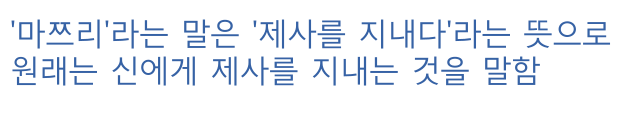 '마쯔리'라는 말은 '제사를 지내다'라는 뜻으로
원래는 신에게 제사를 지내는 것을 말함